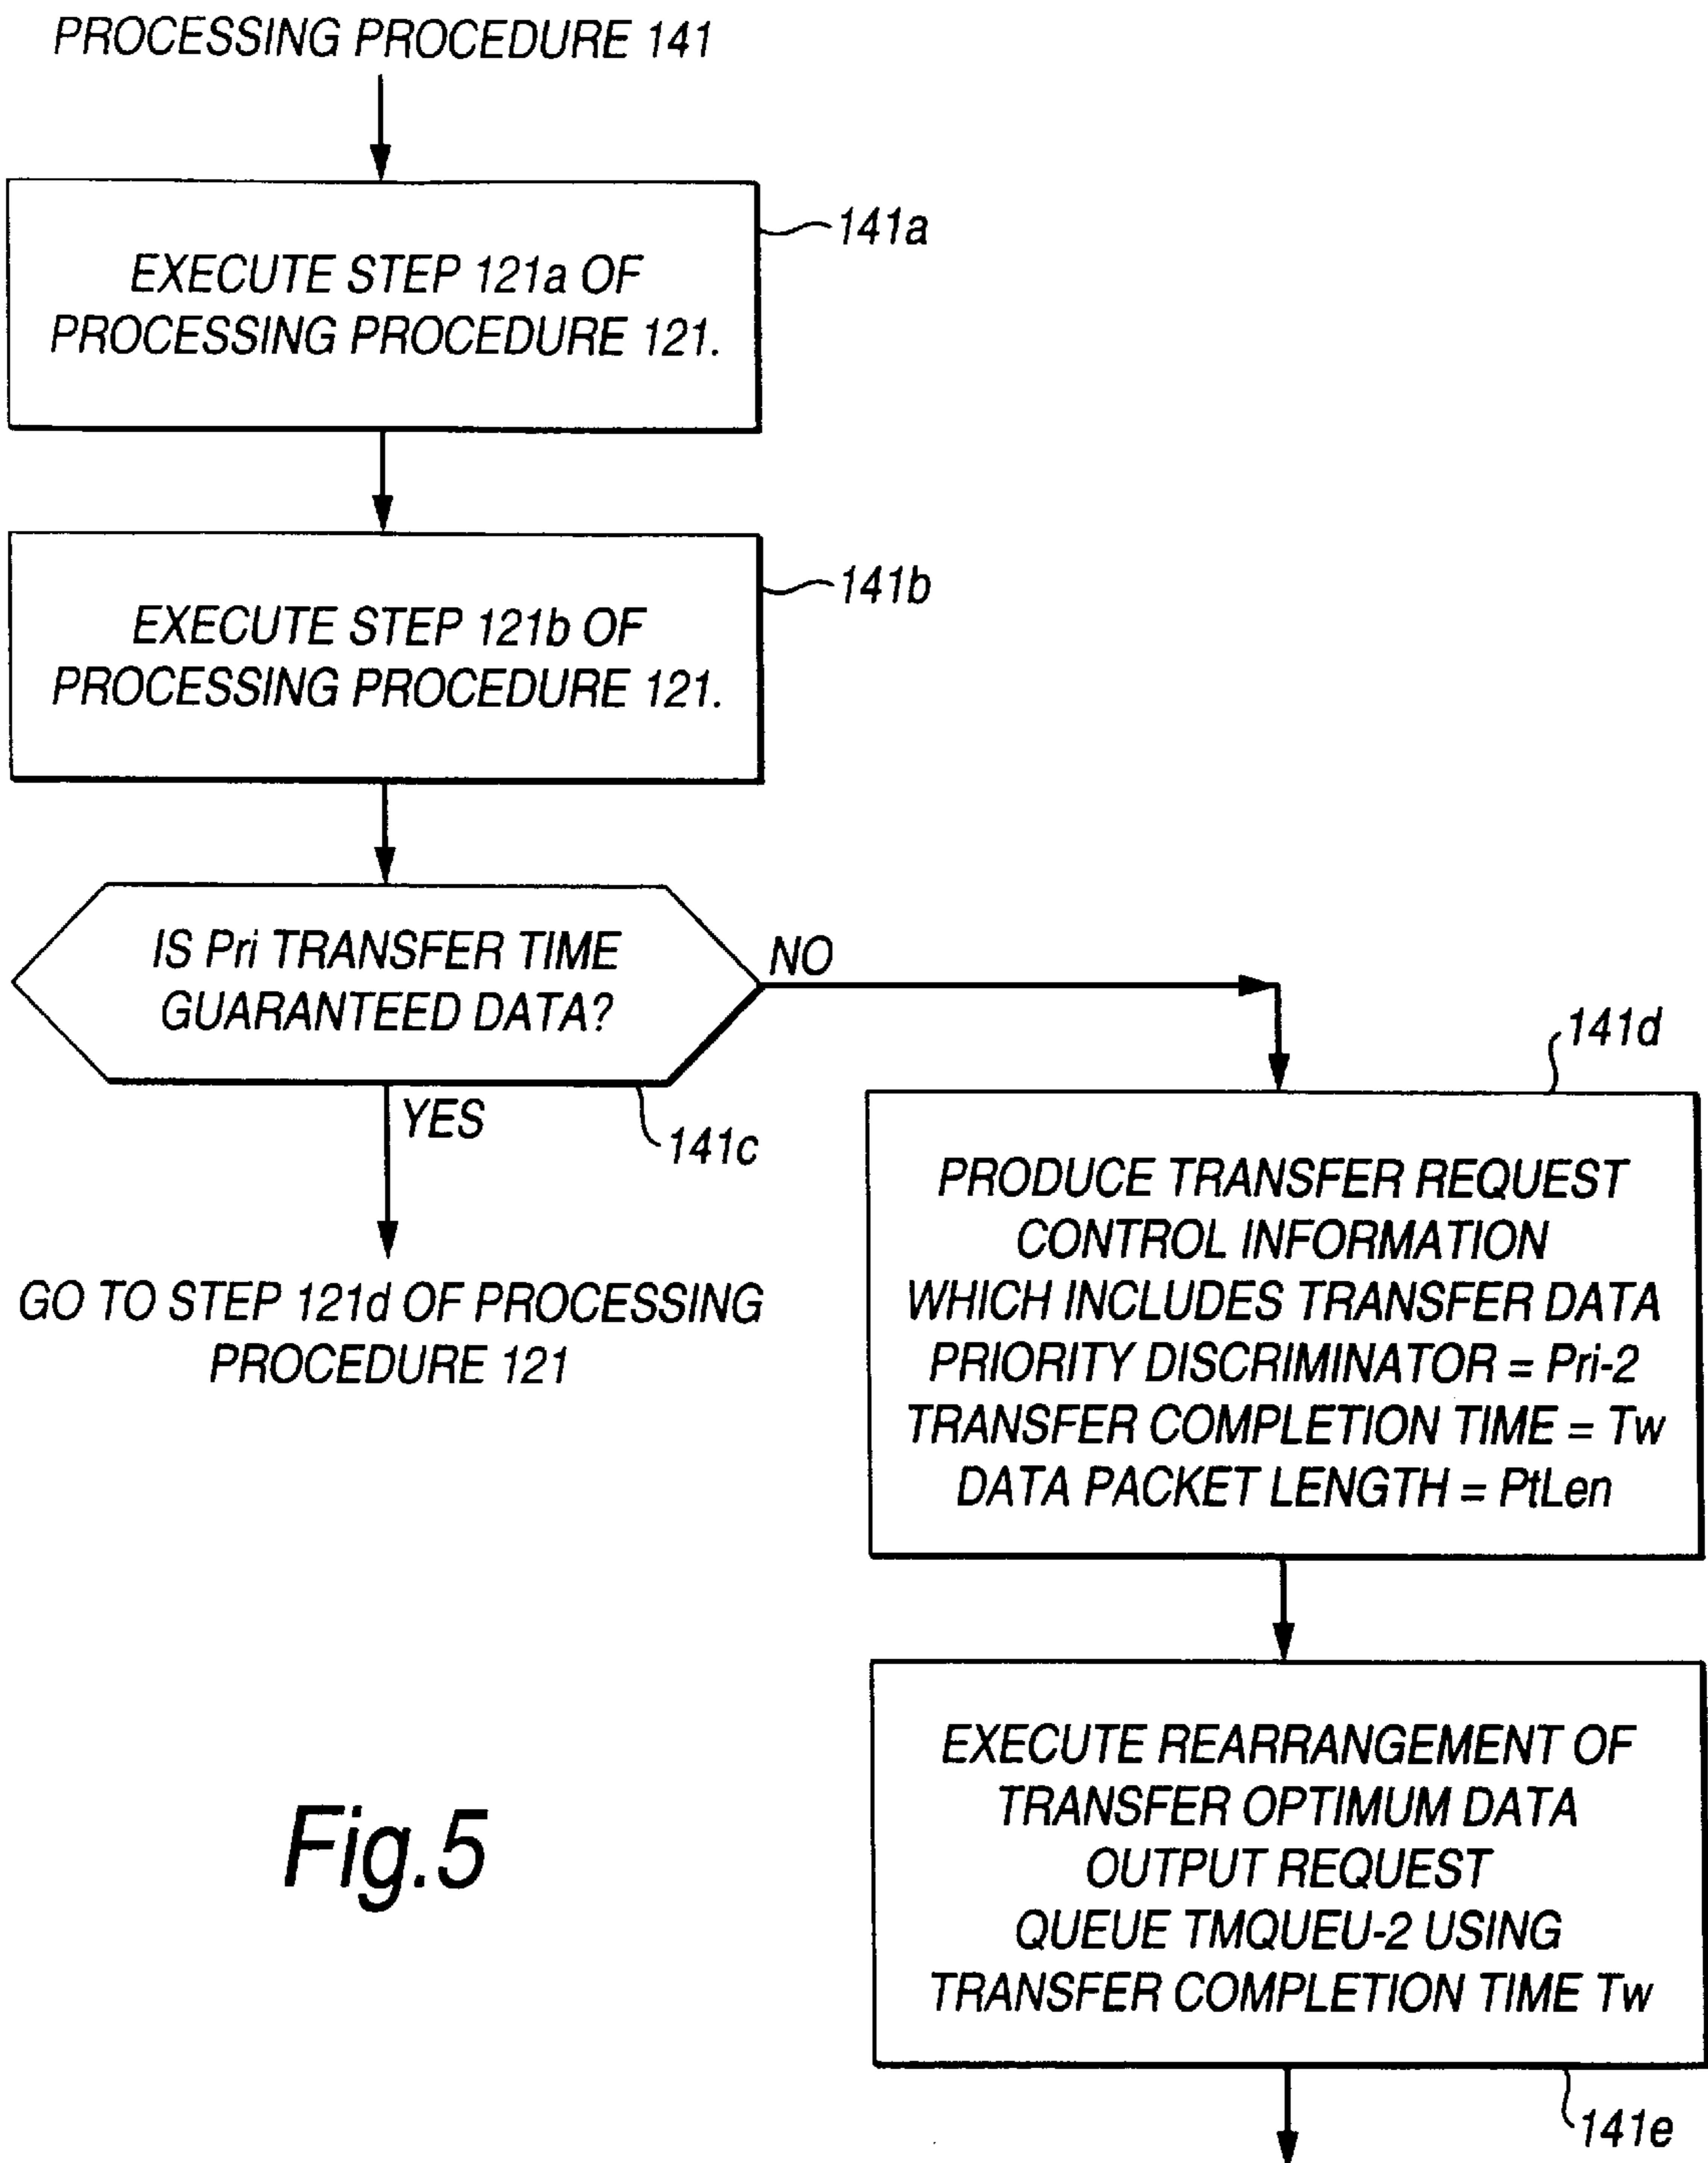 PROCESSING PROCEDURE 141
141a
EXECUTE STEP 121a OF
PROCESSING PROCEDURE 121.
141b
EXECUTE STEP 121b OF
PROCESSING PROCEDURE 121.
IS Pri TRANSFER TIME
GUARANTEED DATA?
NO
YES
141c
GO TO STEP 121d OF PROCESSING
PROCEDURE 121
141d
PRODUCE TRANSFER REQUEST
CONTROL INFORMATION
WHICH INCLUDES TRANSFER DATA
PRIORITY DISCRIMINATOR = Pri-2
TRANSFER COMPLETION TIME = Tw
DATA PACKET LENGTH = PtLen
EXECUTE REARRANGEMENT OF
TRANSFER OPTIMUM DATA
OUTPUT REQUEST
QUEUE TMQUEU-2 USING
TRANSFER COMPLETION TIME Tw
141e
Fig.5